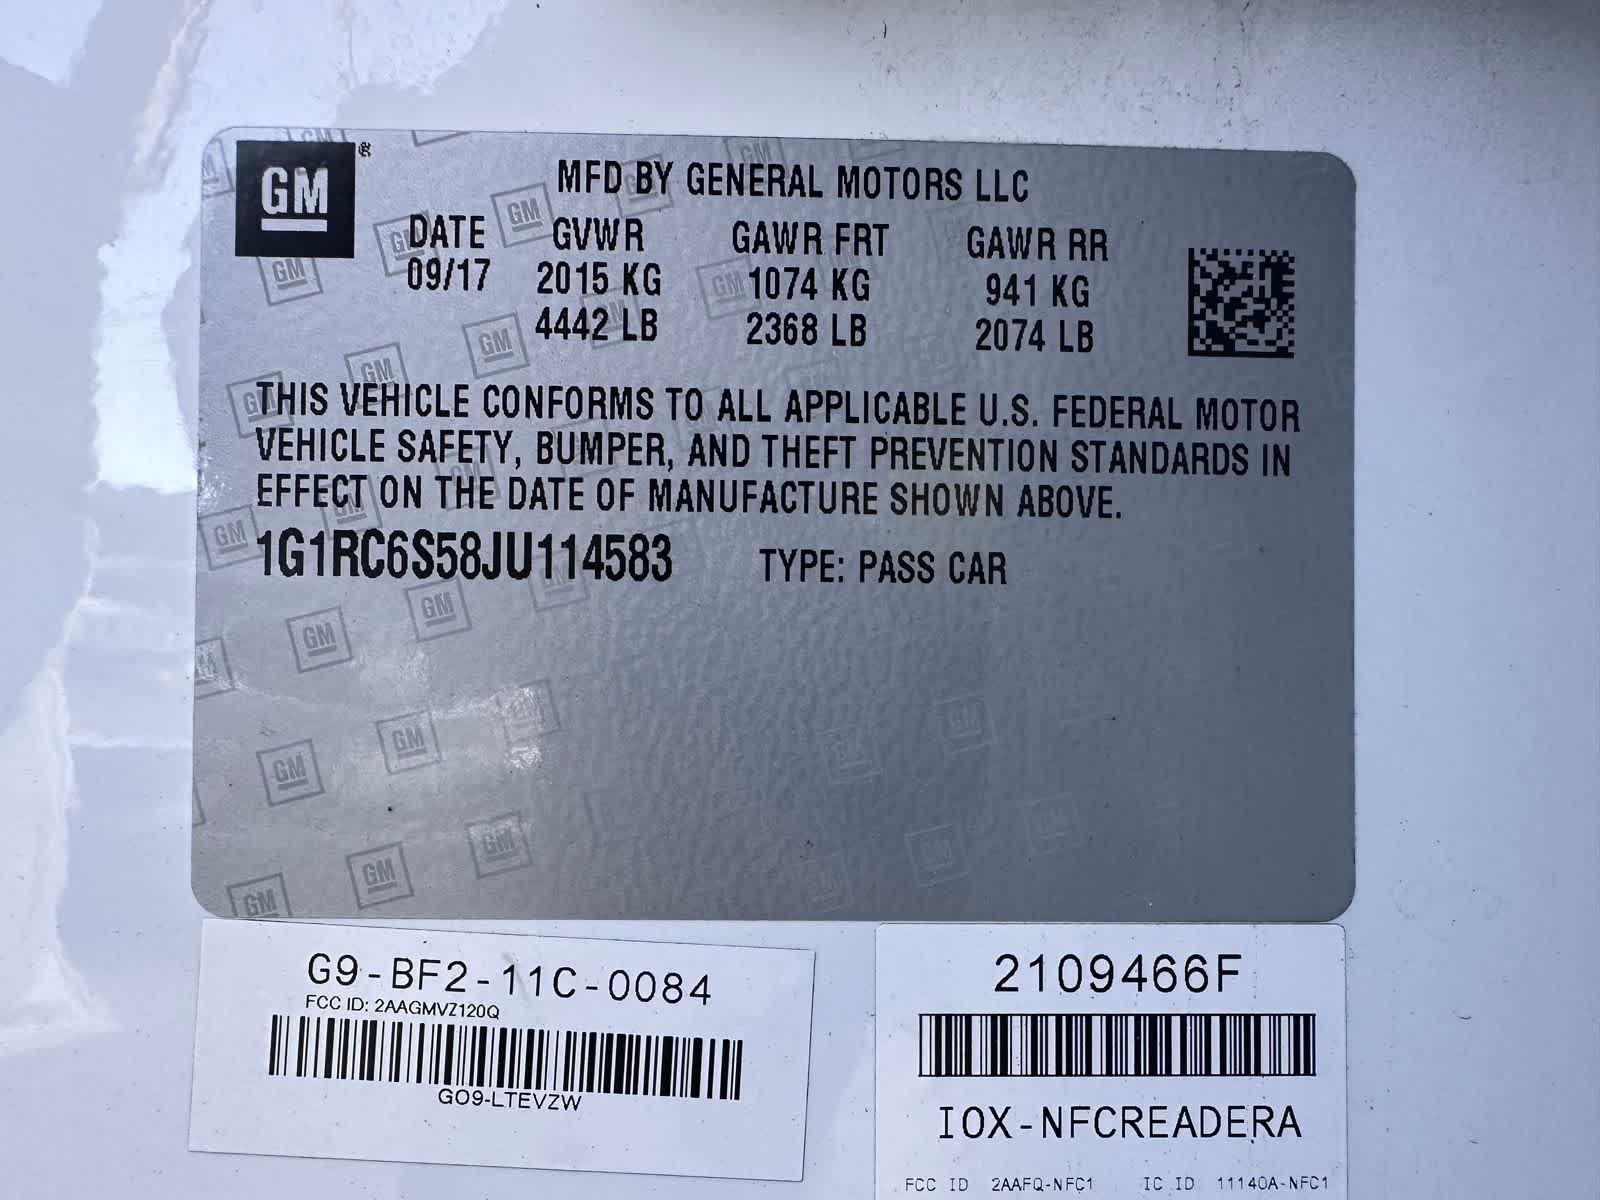 GM ®
MFD BY GENERAL MOTORS LLC
DATE GVWR GAWR FRT GAWR RR
09/17 2015 KG 1074 KG 941 KG
4442 LB 2368 LB 2074 LB
THIS VEHICLE CONFORMS TO ALL APPLICABLE U.S. FEDERAL MOTOR
VEHICLE SAFETY, BUMPER, AND THEFT PREVENTION STANDARDS IN
EFFECT ON THE DATE OF MANUFACTURE SHOWN ABOVE.
1G1RC6S58JU114583 TYPE: PASS CAR
G9-BF2-11C-0084
FCC ID: 2AAGMVZ120Q
GO9-LTEVZW
2109466F
IOX-NFCREADERA
FCC ID 2AAFQ-NFC1 IC ID 11140A-NFC1